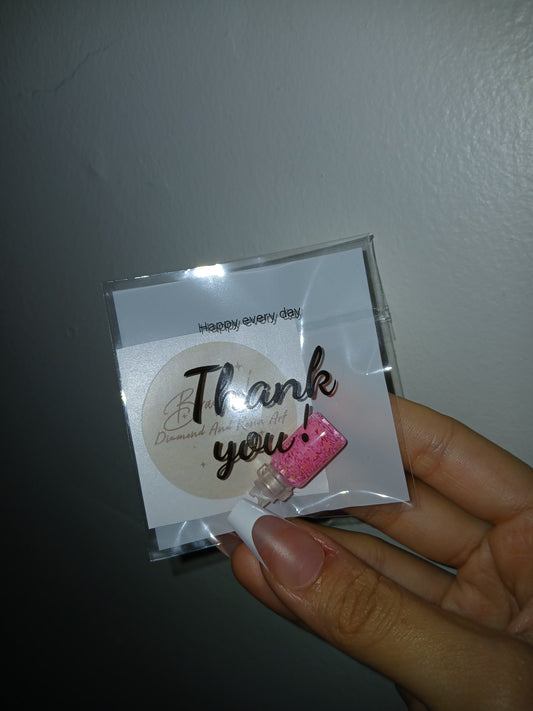 Happy every day
Thank
you!
Diamond And Resin Art